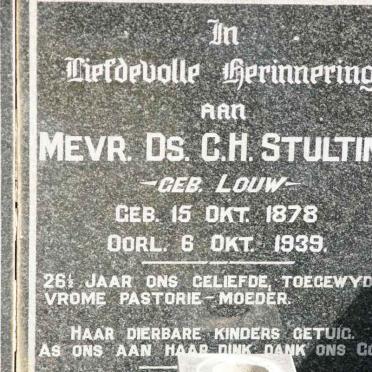 In
Liefdevolle Herinnering
AAN
MEVR. DS. C.H. STULTIN
—GEB. LOUW—
GEB. 15 OKT. 1878
OORL. 6 OKT. 1939.
26½ JAAR ONS GELIEFDE, TOEGEWYD
VROME PASTORIE-MOEDER.
HAAR DIERBARE KINDERS GETUIG.
AS ONS AAN HAAR DINK DANK ONS GO